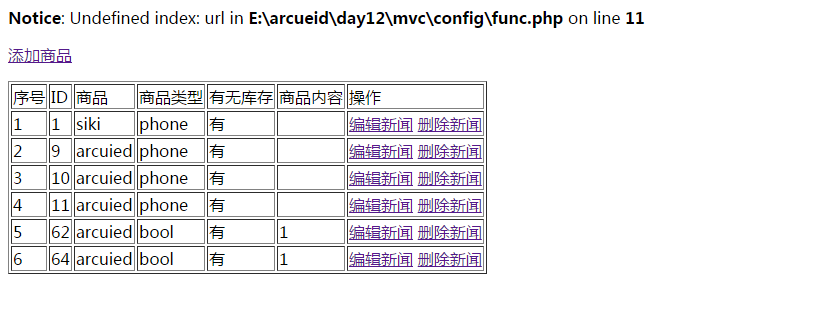 Notice: Undefined index: url in E:\arcueid\day12\mvc\config\func.php on line 11
添加商品
序号 ID 商品 商品类型 有无库存 商品内容 操作
1 1 siki phone 有 编辑新闻 删除新闻
2 9 arcuied phone 有 编辑新闻 删除新闻
3 10 arcuied phone 有 编辑新闻 删除新闻
4 11 arcuied phone 有 编辑新闻 删除新闻
5 62 arcuied bool 有 1 编辑新闻 删除新闻
6 64 arcuied bool 有 1 编辑新闻 删除新闻